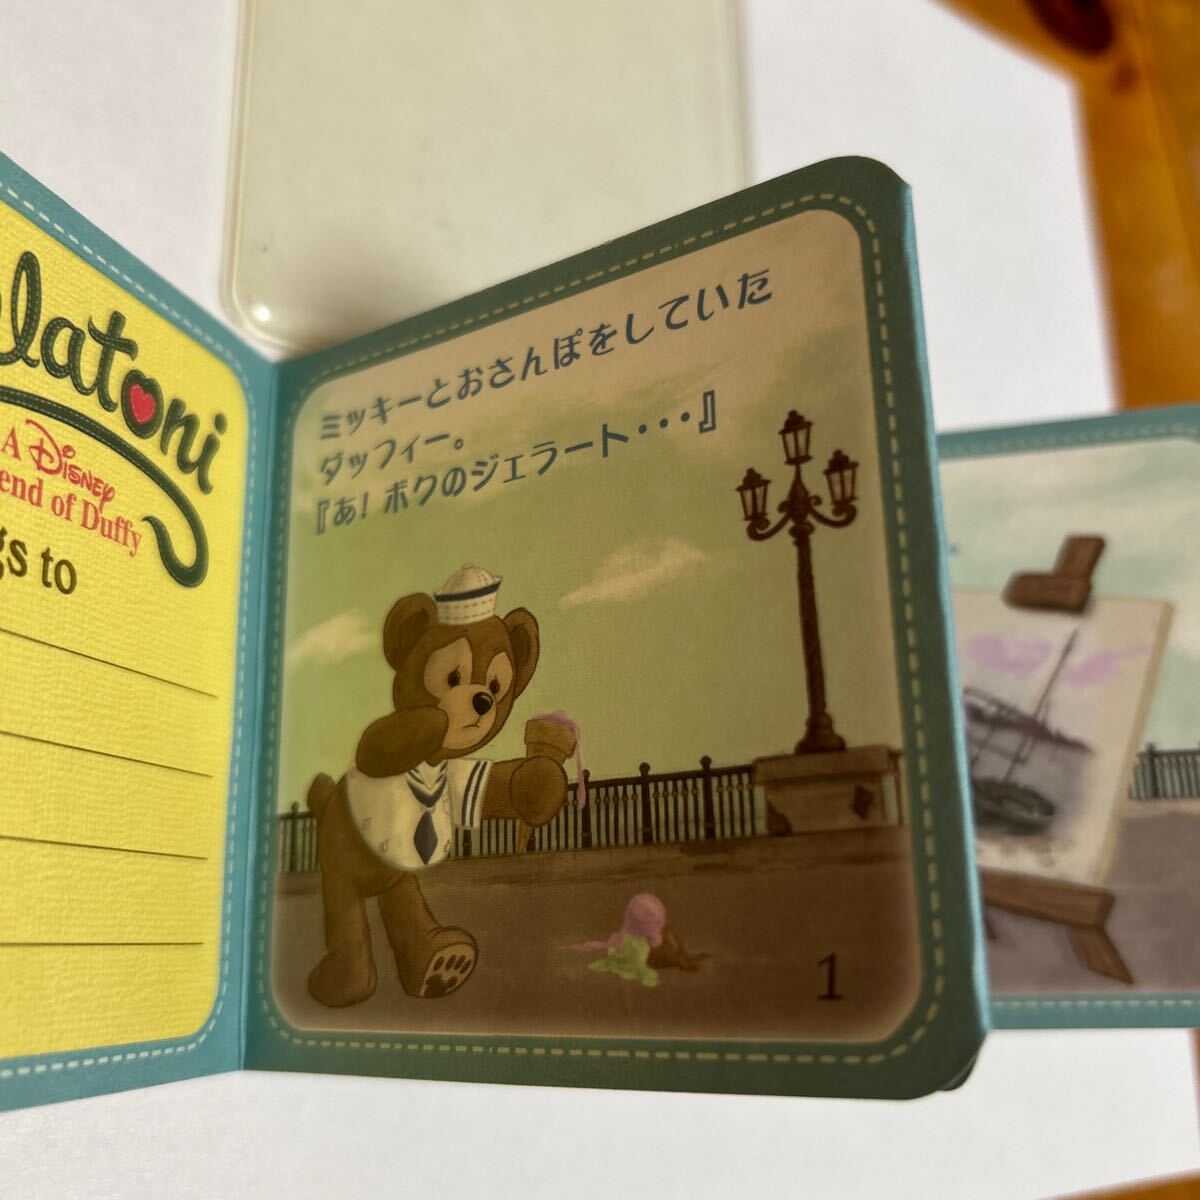 latoni
A Disney
end of Duffy
gs to
ミッキーとおさんぽをしていた
ダッフィー。
『あ! ボクのジェラート・・・』
1